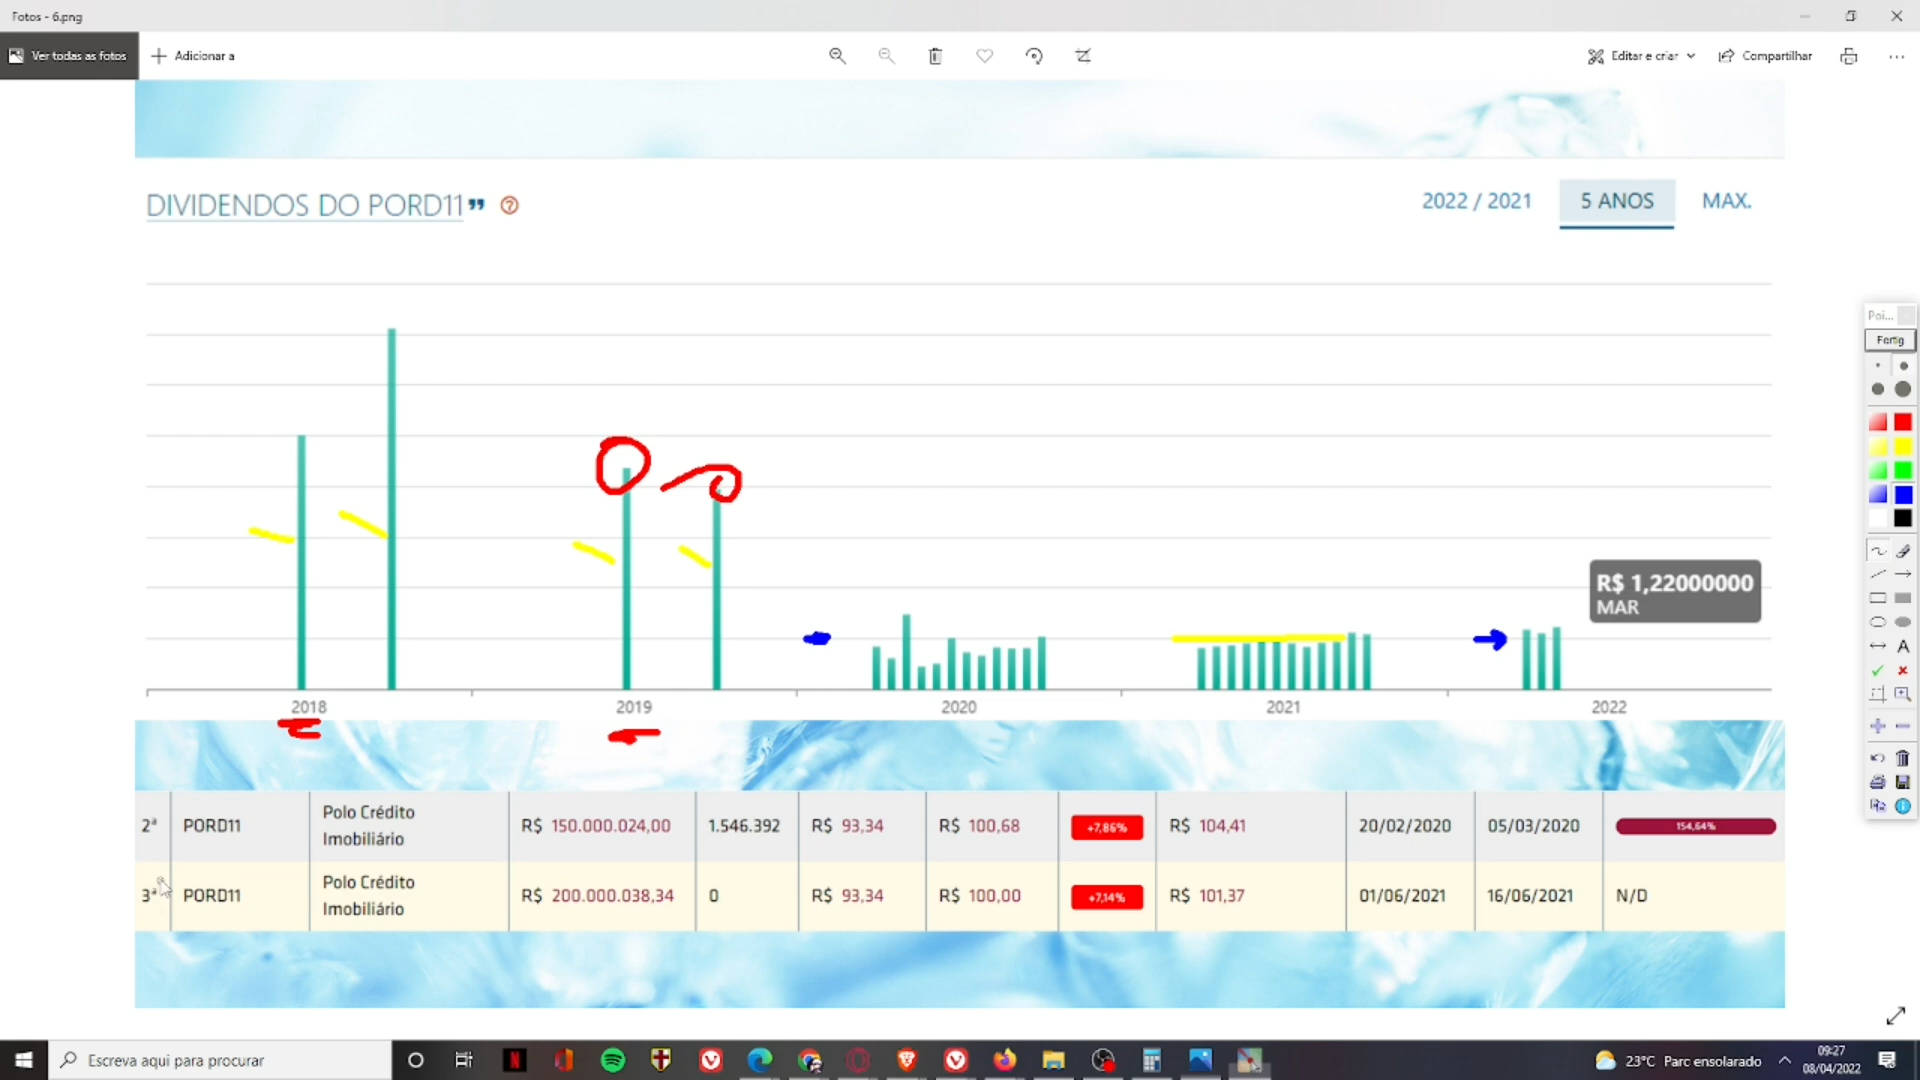 Fotos - 6.png
Ver todas as fotos
Adicionar a
Editar e criar
Compartilhar
DIVIDENDOS DO PORD11
2022 / 2021
5 ANOS
MAX.
R$ 1,22000000
MAR
2018
2019
2020
2021
2022
2ª PORD11 Polo Crédito Imobiliário R$ 150.000.024,00 1.546.392 R$ 93,34 R$ 100,68 +7,86% R$ 104,41 20/02/2020 05/03/2020 154,64%
3ª PORD11 Polo Crédito Imobiliário R$ 200.000.038,34 0 R$ 93,34 R$ 100,00 +7,14% R$ 101,37 01/06/2021 16/06/2021 N/D
Poi...
Fertig
A
Escreva aqui para procurar
23°C Parc ensolarado
09:27
08/04/2022